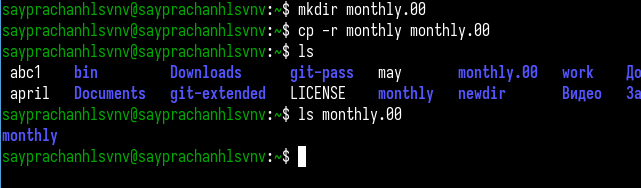 sayprachanhlsvnv@sayprachanhlsvnv:~$ mkdir monthly.00
sayprachanhlsvnv@sayprachanhlsvnv:~$ cp -r monthly monthly.00
sayprachanhlsvnv@sayprachanhlsvnv:~$ ls
abc1 bin Downloads git-pass may monthly.00 work До
april Documents git-extended LICENSE monthly newdir Видео За
sayprachanhlsvnv@sayprachanhlsvnv:~$ ls monthly.00
monthly
sayprachanhlsvnv@sayprachanhlsvnv:~$